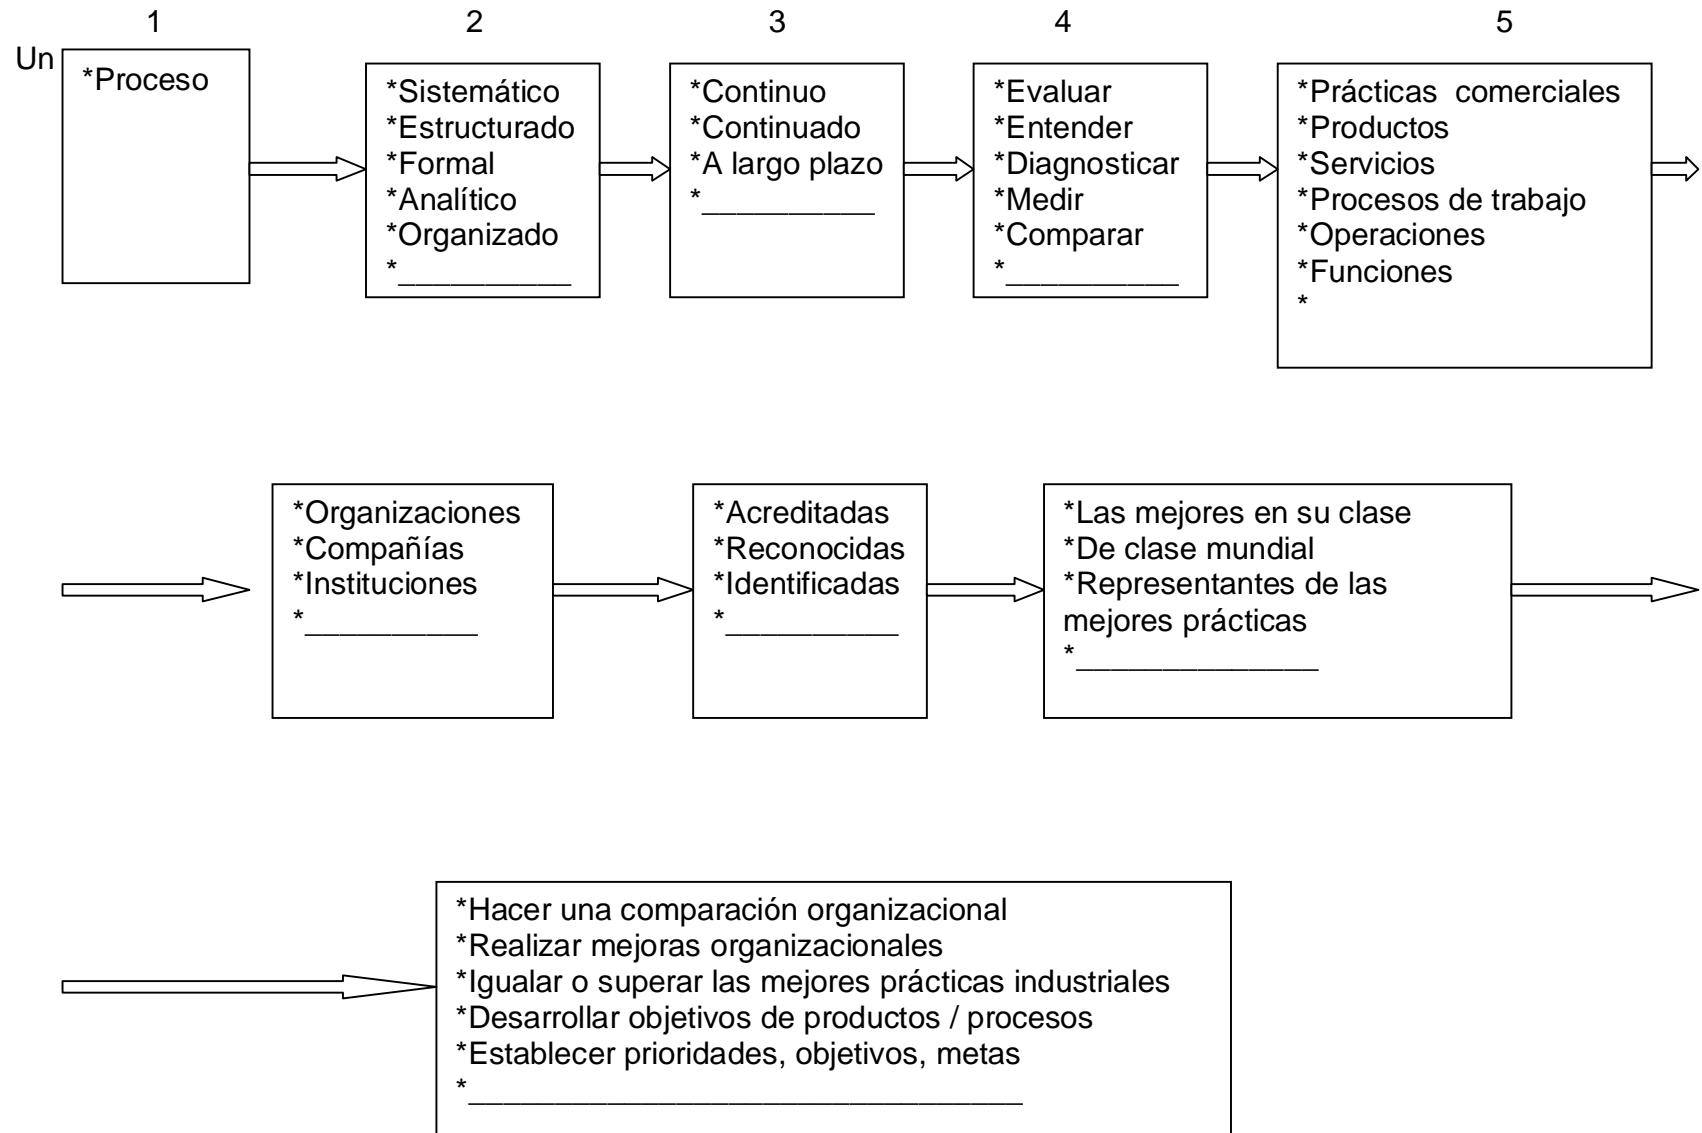 1
2
3
4
5
Un
*Proceso
*Sistemático
*Estructurado
*Formal
*Analítico
*Organizado
*__________
*Continuo
*Continuado
*A largo plazo
*__________
*Evaluar
*Entender
*Diagnosticar
*Medir
*Comparar
*__________
*Prácticas comerciales
*Productos
*Servicios
*Procesos de trabajo
*Operaciones
*Funciones
*
*Organizaciones
*Compañías
*Instituciones
*__________
*Acreditadas
*Reconocidas
*Identificadas
*__________
*Las mejores en su clase
*De clase mundial
*Representantes de las
mejores prácticas
*______________
*Hacer una comparación organizacional
*Realizar mejoras organizacionales
*Igualar o superar las mejores prácticas industriales
*Desarrollar objetivos de productos / procesos
*Establecer prioridades, objetivos, metas
*________________________________